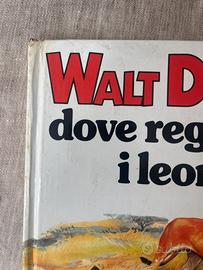 WALT D
dove reg
i leon